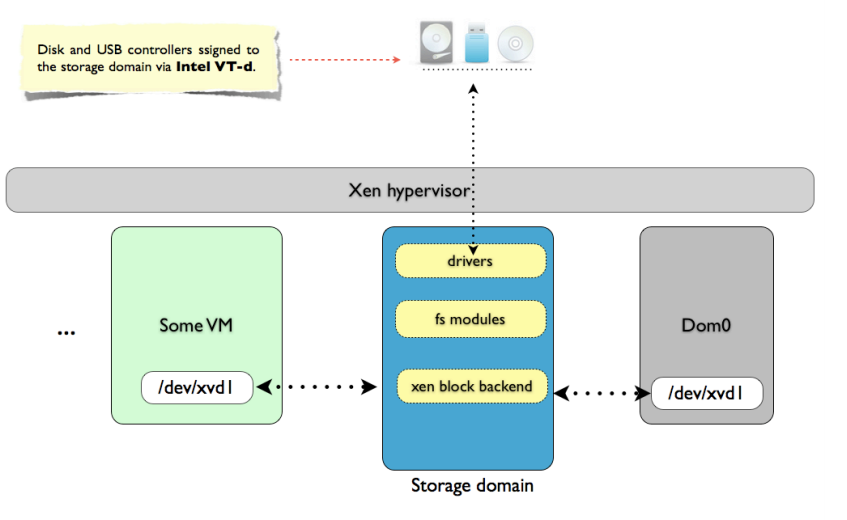 Disk and USB controllers ssigned to
the storage domain via Intel VT-d.
Xen hypervisor
drivers
fs modules
xen block backend
Some VM
/dev/xvd1
Dom0
/dev/xvd1
...
Storage domain